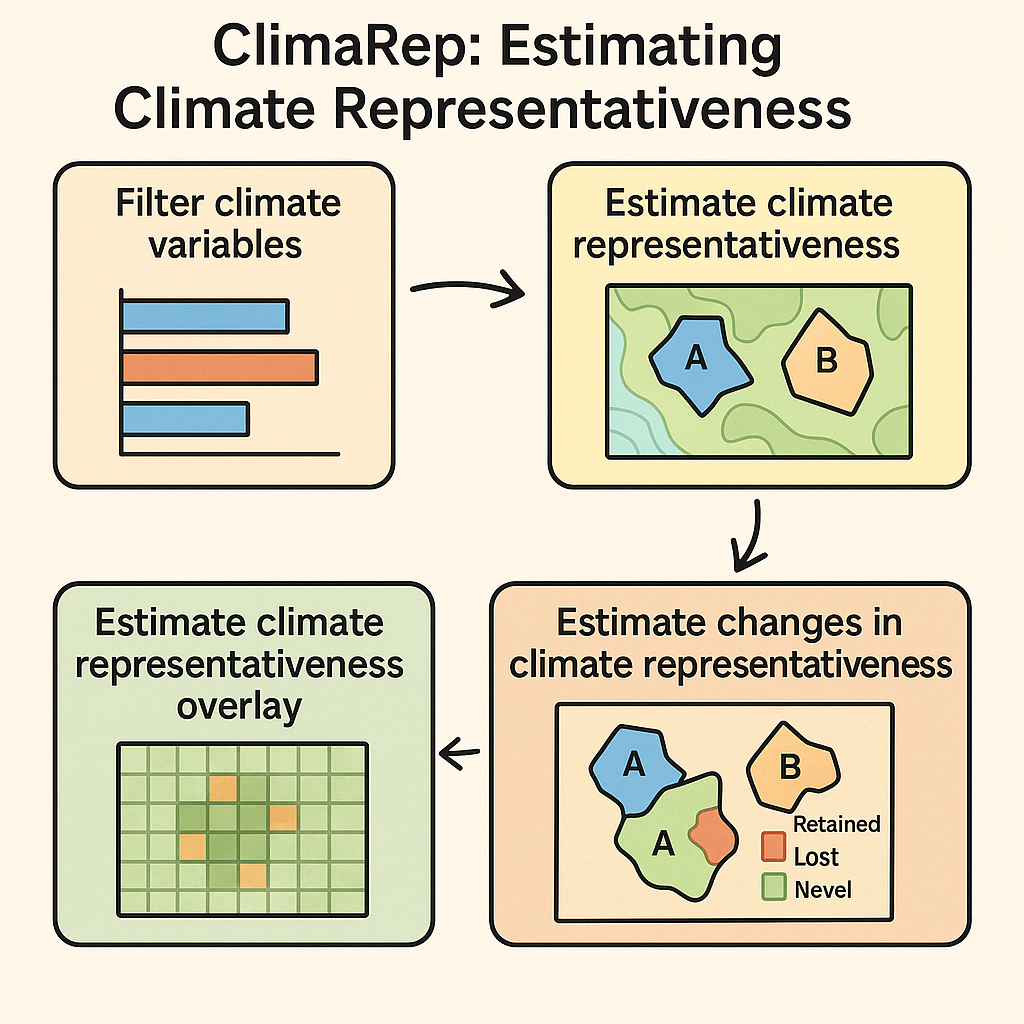 ClimaRep: Estimating
Climate Representativeness
Filter climate
variables
Estimate climate
representativeness
A
B
Estimate climate
representativeness
overlay
Estimate changes in
climate representativeness
A
B
A
Retained
Lost
Nevel